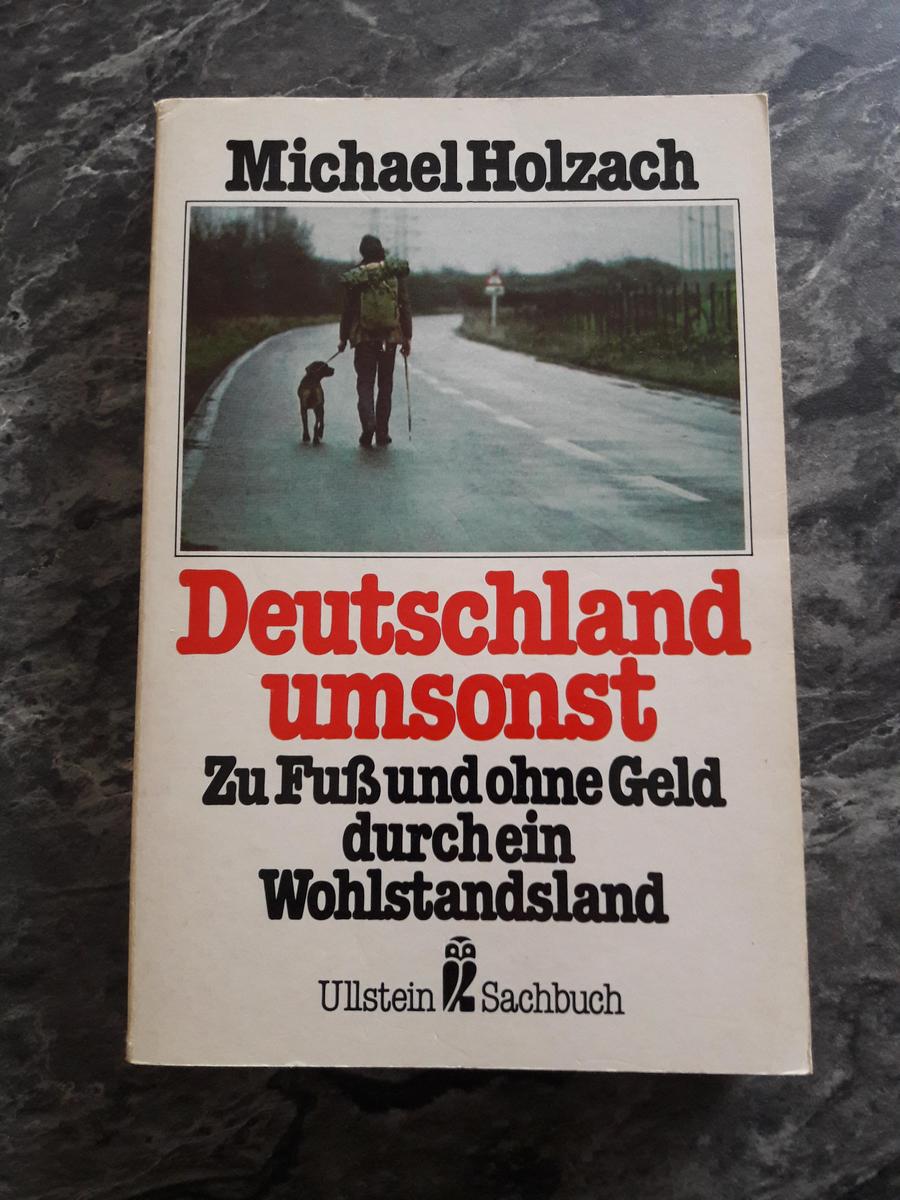 Michael Holzach
Deutschland
umsonst
Zu Fuß und ohne Geld
durch ein
Wohlstandsland
Ullstein Sachbuch